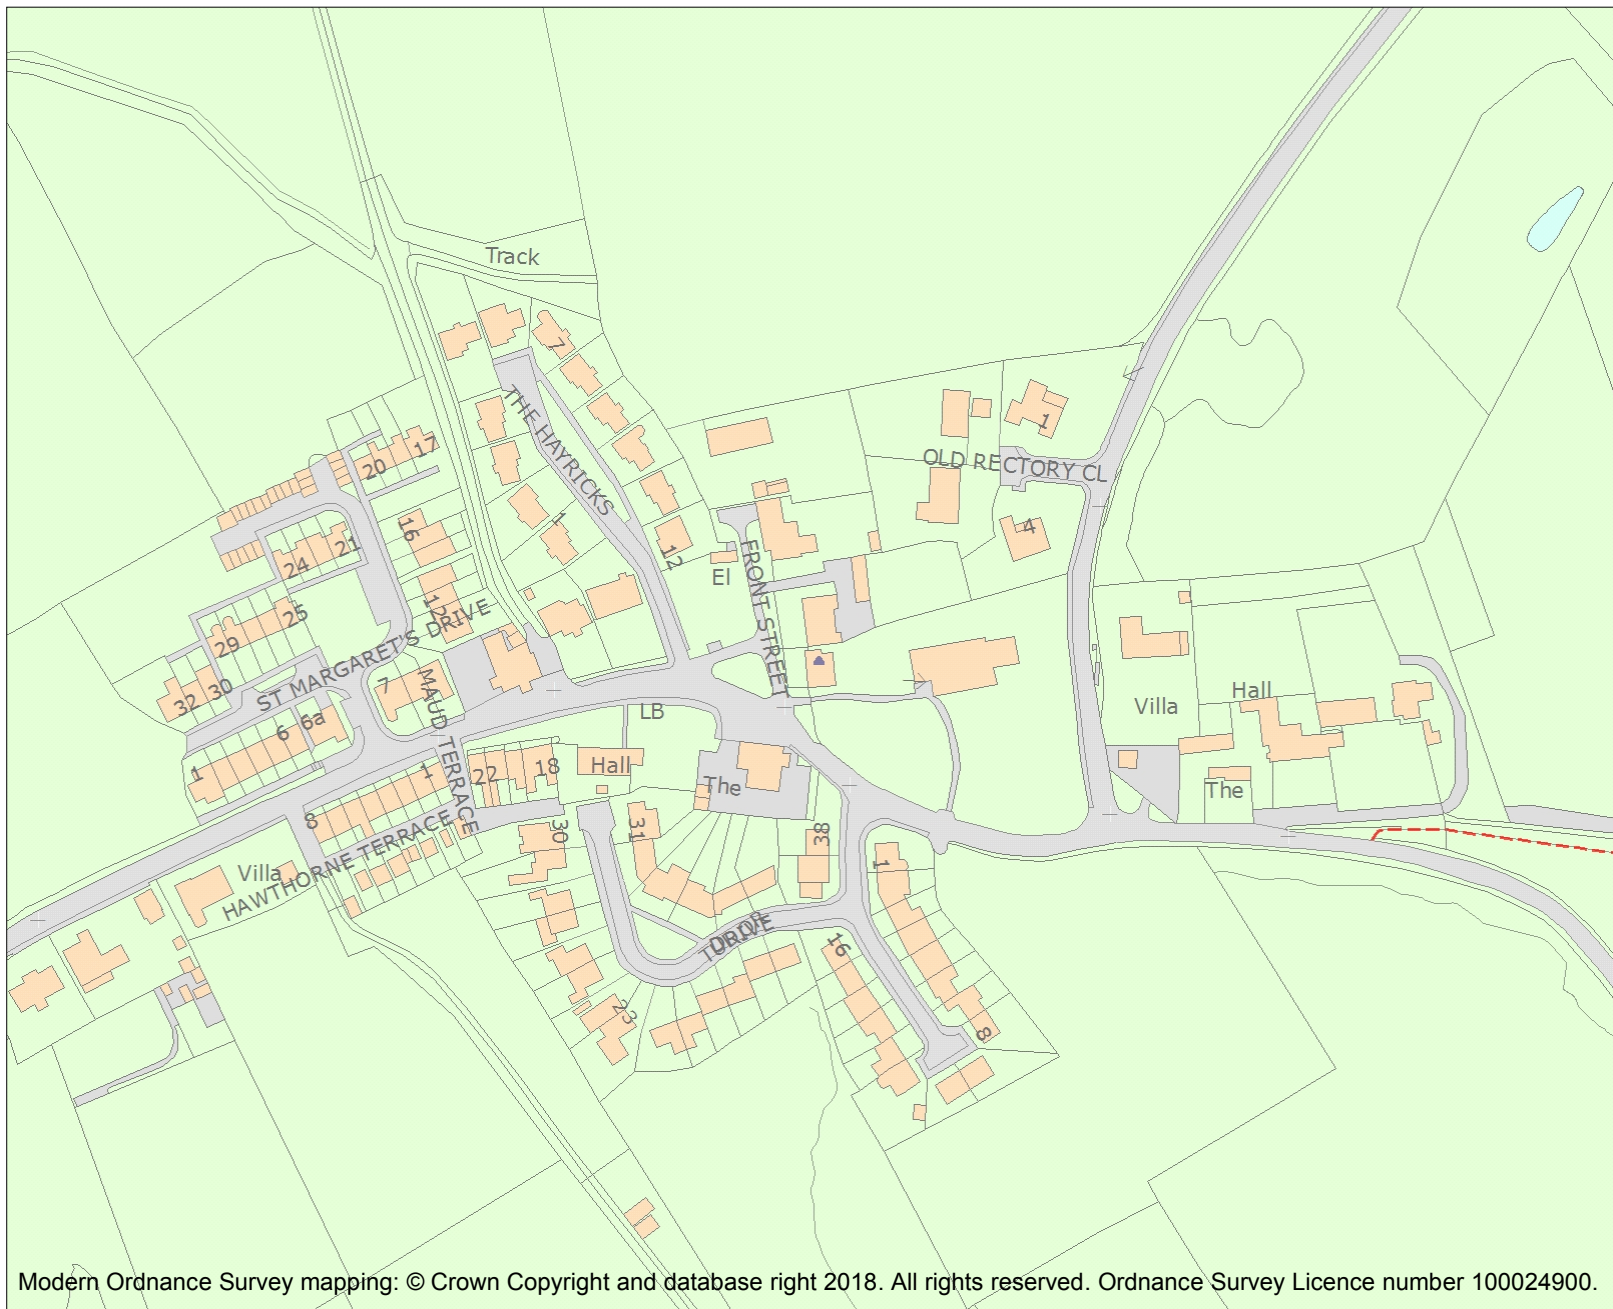 Track
7
THE HAYRICKS
1
12
17
20
16
21
24
12
25
29
30
32
ST MARGARET'S DRIVE
7
MAUD TERRACE
6a
6
1
1
8
22
18
HAWTHORNE TERRACE
Villa
El
FRONT STREET
LB
Hall
The
OLD RECTORY CL
1
4
Villa
Hall
The
30
31
38
1
DRIVE
16
23
8
Modern Ordnance Survey mapping: © Crown Copyright and database right 2018. All rights reserved. Ordnance Survey Licence number 100024900.